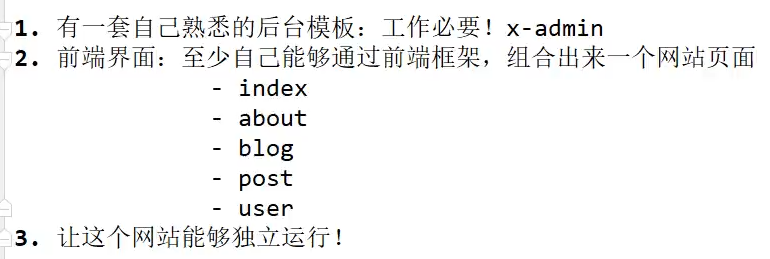 1. 有一套自己熟悉的后台模板：工作必要！x-admin
2. 前端界面：至少自己能够通过前端框架，组合出来一个网站页面
- index
- about
- blog
- post
- user
3. 让这个网站能够独立运行！